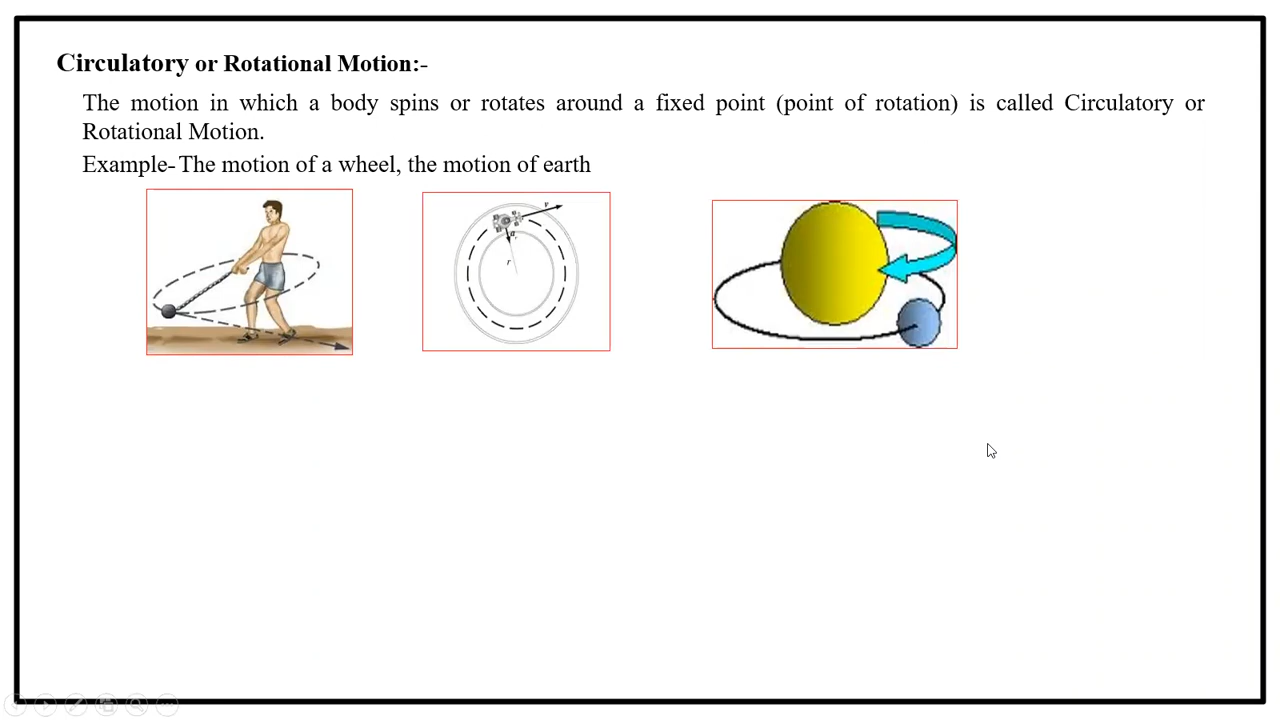 Circulatory or Rotational Motion:-
The motion in which a body spins or rotates around a fixed point (point of rotation) is called Circulatory or
Rotational Motion.
Example- The motion of a wheel, the motion of earth
v
a
r